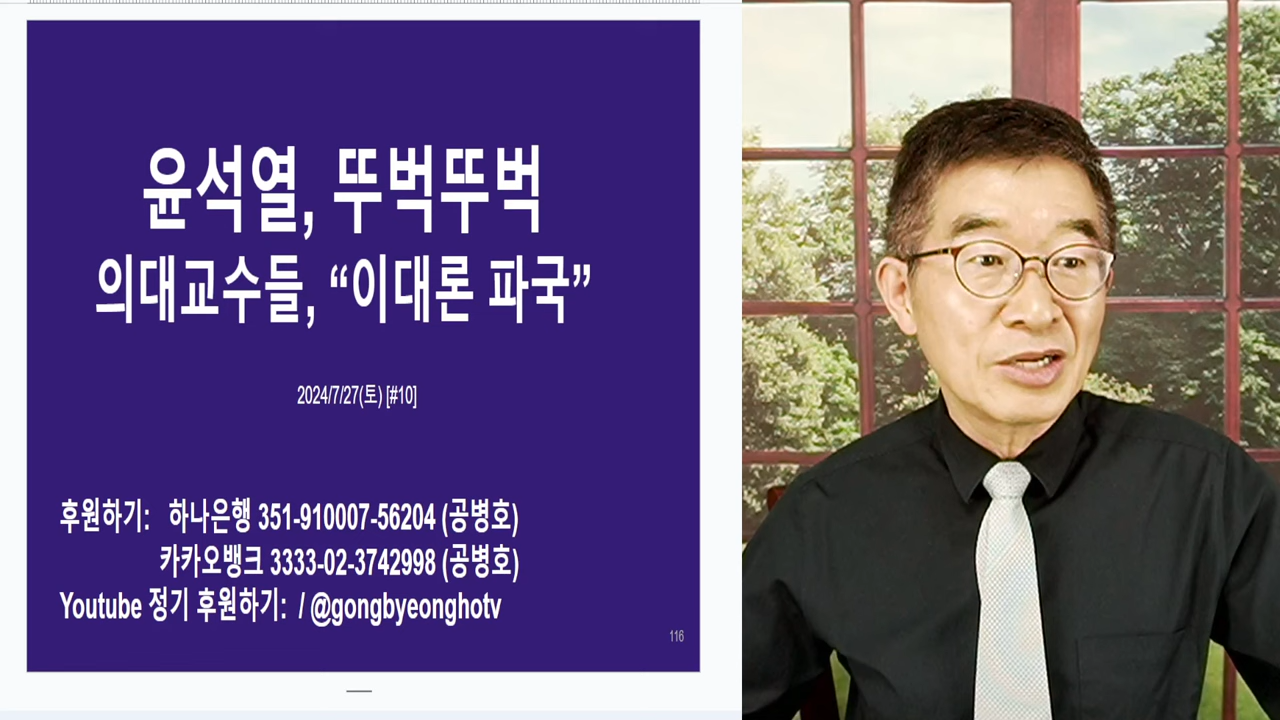 윤석열, 뚜벅뚜벅
의대교수들, “이대론 파국”
2024/7/27(토) [#10]
후원하기: 하나은행 351-910007-56204 (공병호)
카카오뱅크 3333-02-3742998 (공병호)
Youtube 정기 후원하기: / @gongbyeonghotv
116